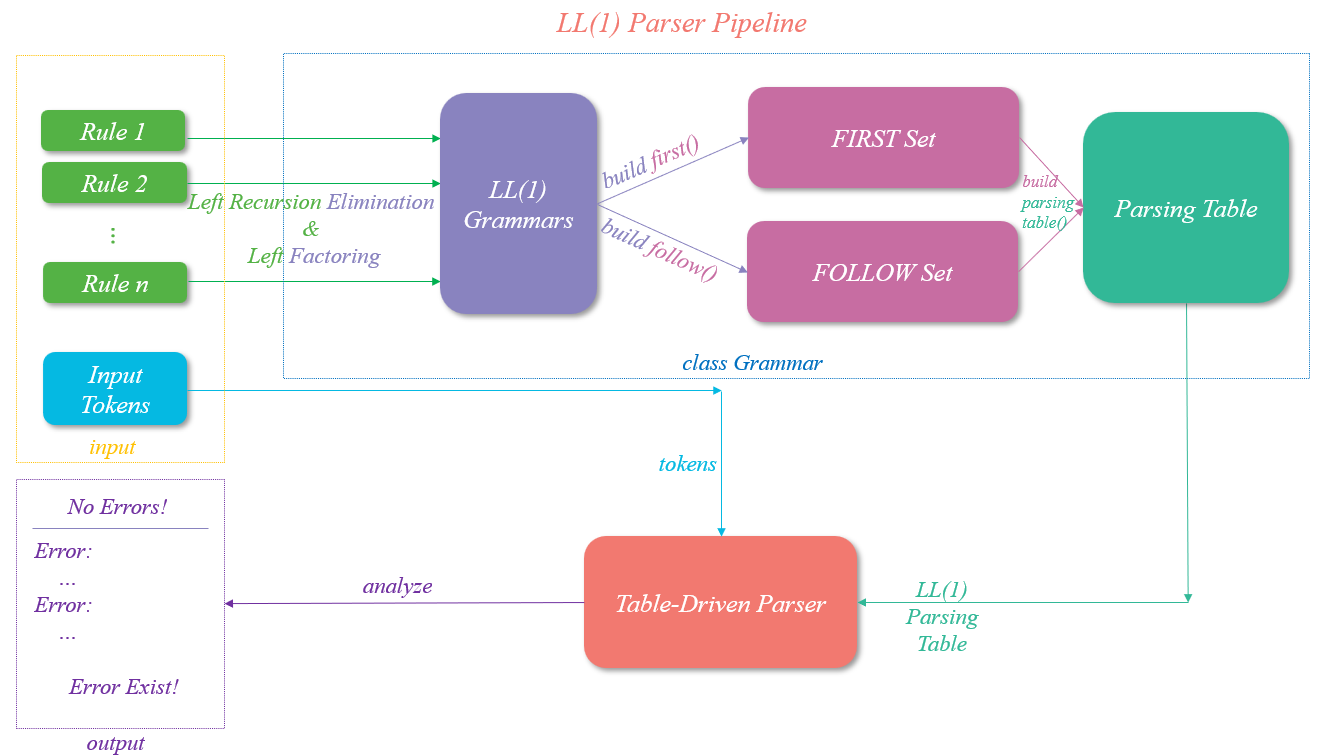 LL(1) Parser Pipeline
Rule 1
Rule 2
⋮
Rule n
Left Recursion Elimination
&
Left Factoring
LL(1)
Grammars
build first()
build follow()
FIRST Set
FOLLOW Set
build
parsing
table()
Parsing Table
class Grammar
Input
Tokens
input
tokens
No Errors!
Error:
...
Error:
...
Error Exist!
output
analyze
Table-Driven Parser
LL(1)
Parsing
Table